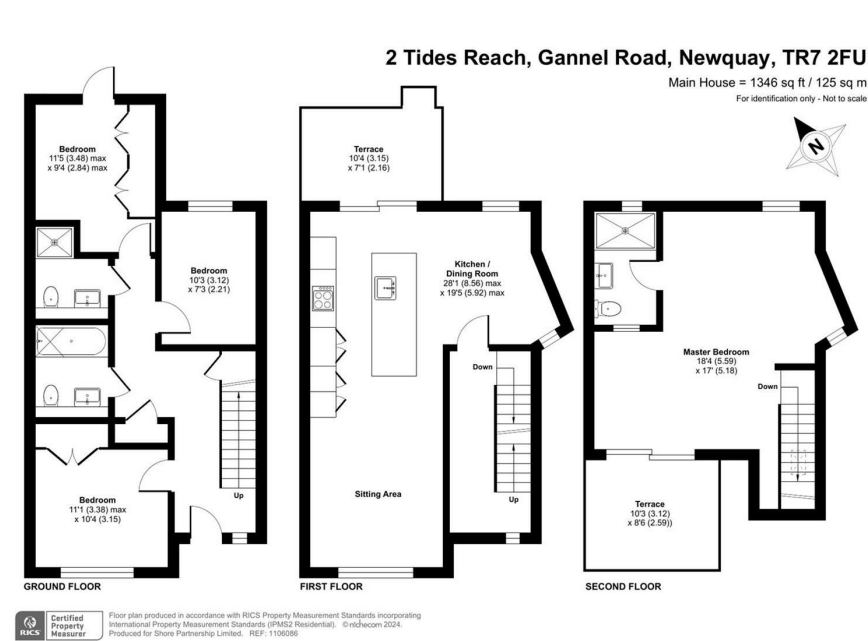 2 Tides Reach, Gannel Road, Newquay, TR7 2FU
Main House = 1346 sq ft / 125 sq m
For identification only - Not to scale
N
Bedroom
11'5 (3.48) max
x 9'4 (2.84) max
Bedroom
10'3 (3.12)
x 7'3 (2.21)
Bedroom
11'1 (3.38) max
x 10'4 (3.15)
Up
GROUND FLOOR
Terrace
10'4 (3.15)
x 7'1 (2.16)
Kitchen /
Dining Room
28'1 (8.56) max
x 19'5 (5.92) max
Down
Sitting Area
Up
FIRST FLOOR
Master Bedroom
18'4 (5.59)
x 17' (5.18)
Down
Terrace
10'3 (3.12)
x 8'6 (2.59))
SECOND FLOOR
RICS
Certified
Property
Measurer
Floor plan produced in accordance with RICS Property Measurement Standards incorporating
International Property Measurement Standards (IPMS2 Residential). © nichecom 2024.
Produced for Shore Partnership Limited. REF: 1106086